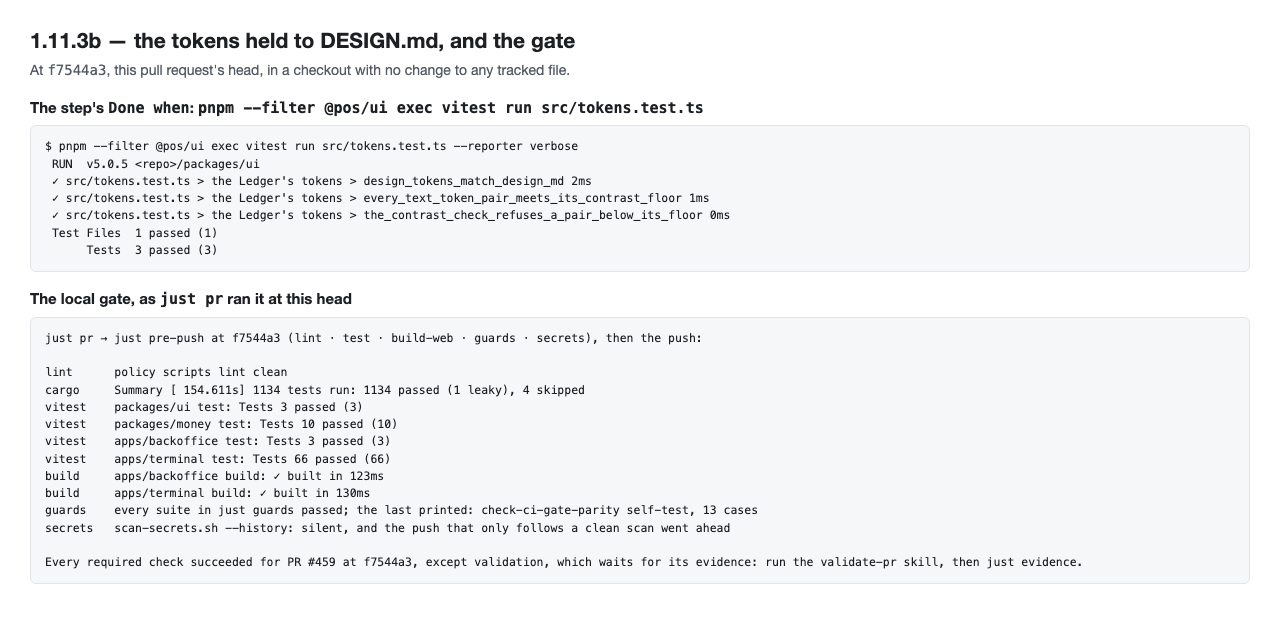 1.11.3b — the tokens held to DESIGN.md, and the gate
At f7544a3, this pull request's head, in a checkout with no change to any tracked file.
The step's Done when: pnpm --filter @pos/ui exec vitest run src/tokens.test.ts
$ pnpm --filter @pos/ui exec vitest run src/tokens.test.ts --reporter verbose
RUN  v5.0.5 <repo>/packages/ui
✓ src/tokens.test.ts > the Ledger's tokens > design_tokens_match_design_md 2ms
✓ src/tokens.test.ts > the Ledger's tokens > every_text_token_pair_meets_its_contrast_floor 1ms
✓ src/tokens.test.ts > the Ledger's tokens > the_contrast_check_refuses_a_pair_below_its_floor 0ms
Test Files  1 passed (1)
Tests  3 passed (3)
The local gate, as just pr ran it at this head
just pr → just pre-push at f7544a3 (lint · test · build-web · guards · secrets), then the push:
lint      policy scripts lint clean
cargo     Summary [ 154.611s] 1134 tests run: 1134 passed (1 leaky), 4 skipped
vitest    packages/ui test: Tests 3 passed (3)
vitest    packages/money test: Tests 10 passed (10)
vitest    apps/backoffice test: Tests 3 passed (3)
vitest    apps/terminal test: Tests 66 passed (66)
build     apps/backoffice build: ✓ built in 123ms
build     apps/terminal build: ✓ built in 130ms
guards    every suite in just guards passed; the last printed: check-ci-gate-parity self-test, 13 cases
secrets   scan-secrets.sh --history: silent, and the push that only follows a clean scan went ahead
Every required check succeeded for PR #459 at f7544a3, except validation, which waits for its evidence: run the validate-pr skill, then just evidence.